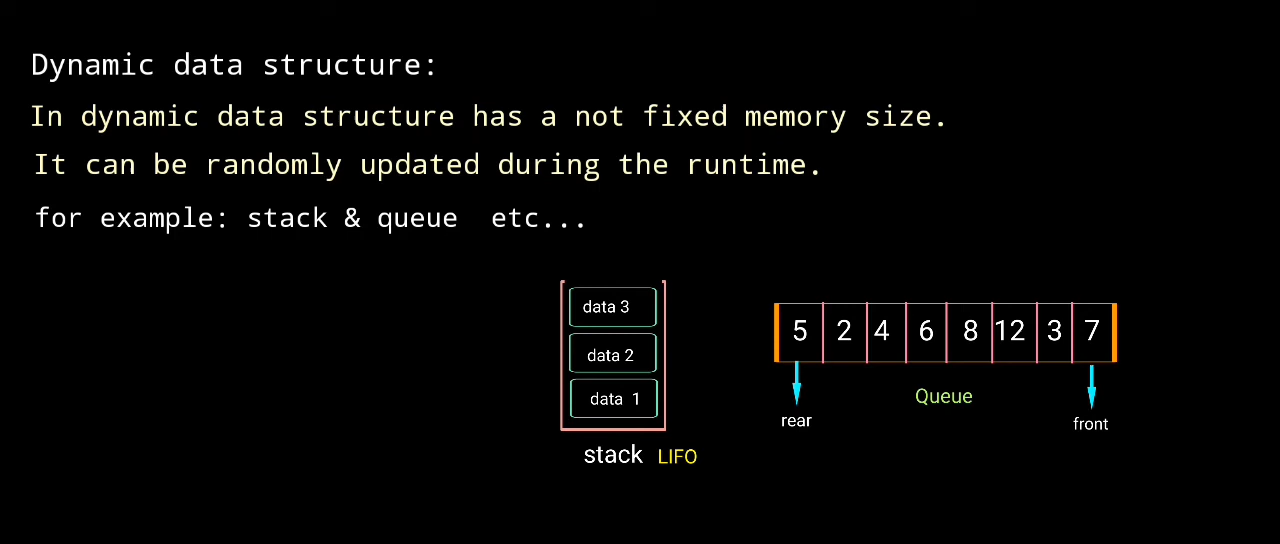 Dynamic data structure:
In dynamic data structure has a not fixed memory size.
It can be randomly updated during the runtime.
for example: stack & queue  etc...
data 3
data 2
data 1
stack LIFO
5 2 4 6 8 12 3 7
Queue
rear
front